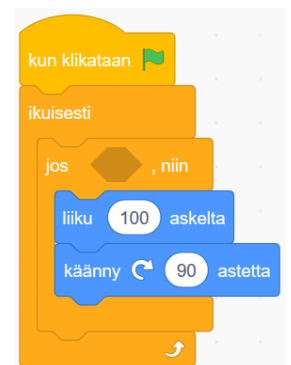 kun klikataan
ikuisesti
jos , niin
liiku 100 askelta
käänny 90 astetta